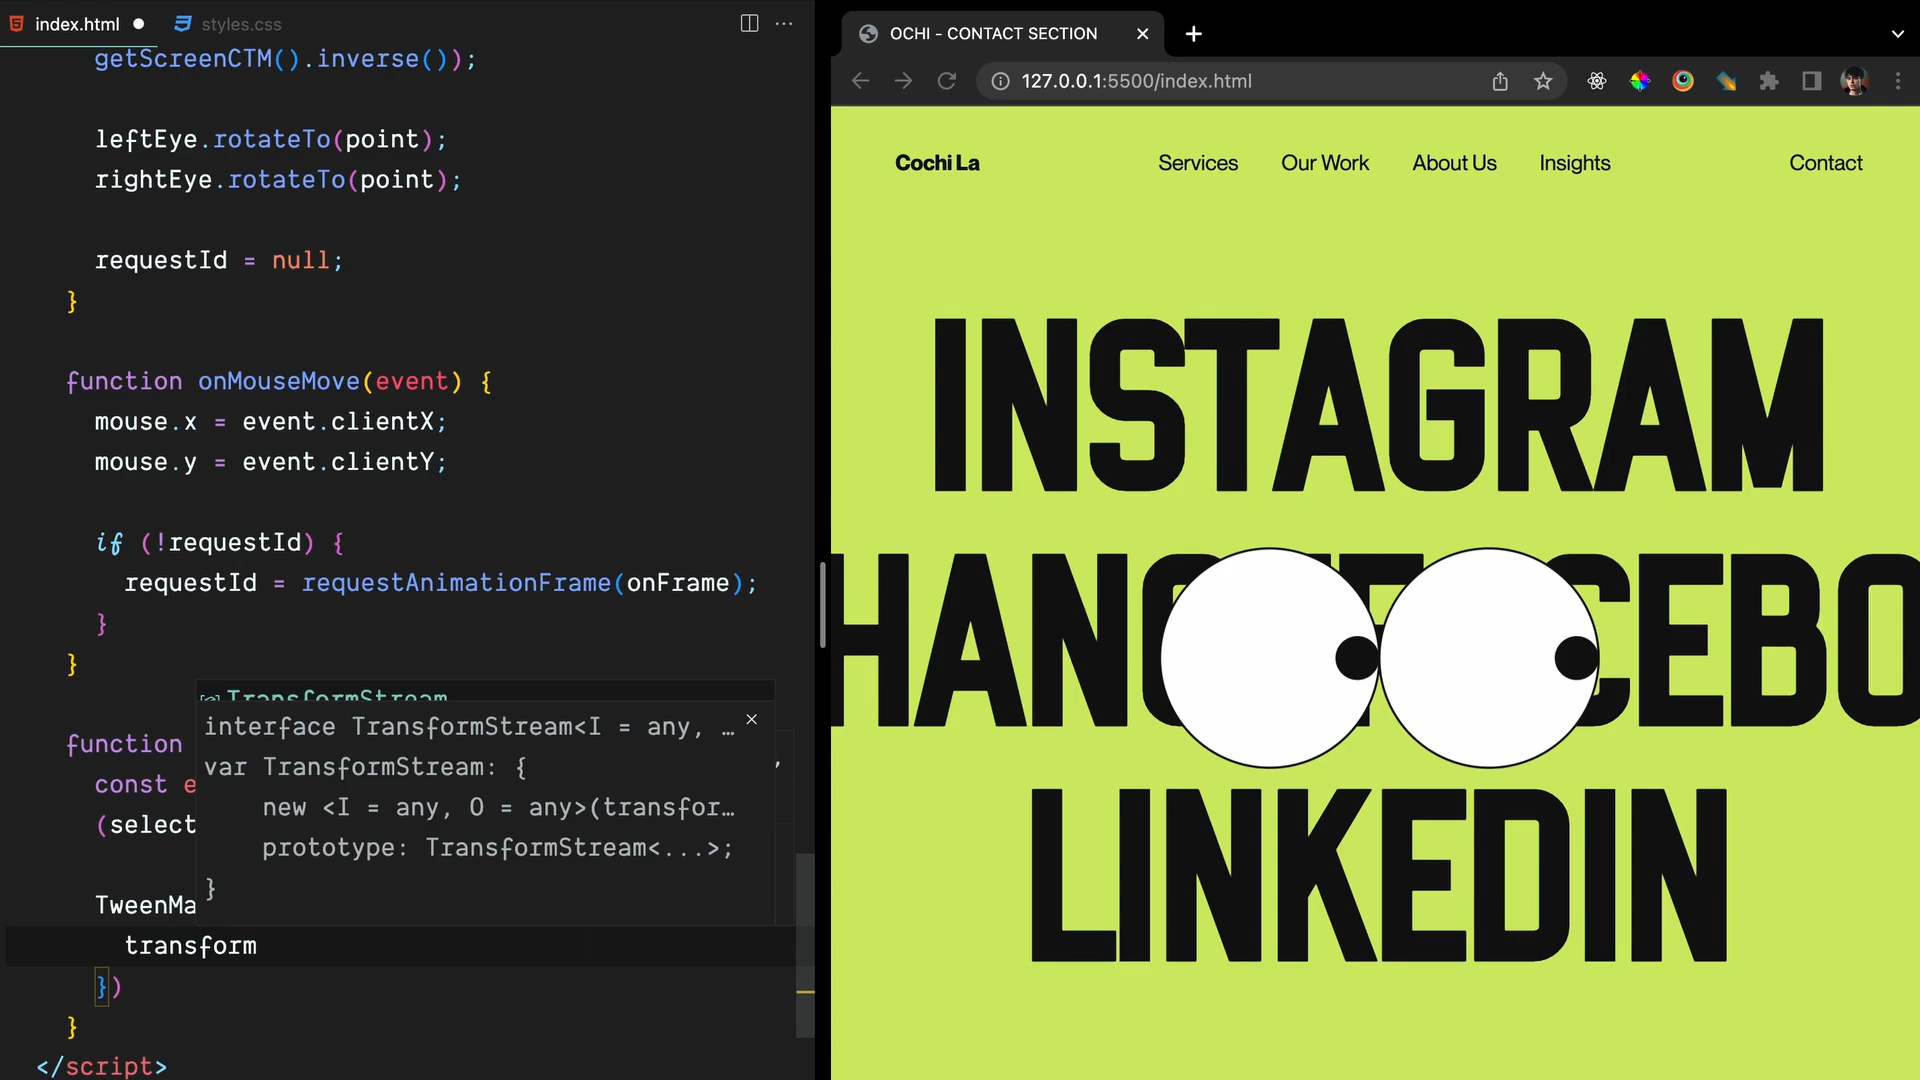 index.html
styles.css
getScreenCTM().inverse());
leftEye.rotateTo(point);
rightEye.rotateTo(point);
requestId = null;
}
function onMouseMove(event) {
mouse.x = event.clientX;
mouse.y = event.clientY;
if (!requestId) {
requestId = requestAnimationFrame(onFrame);
}
}
function
const e
(select
TweenMa
transform
})
}
</script>
TransformStream
interface TransformStream<I = any, …
var TransformStream: {
new <I = any, O = any>(transfor…
prototype: TransformStream<...>;
}
OCHI - CONTACT SECTION
127.0.0.1:5500/index.html
Cochi La
Services
Our Work
About Us
Insights
Contact
INSTAGRAM
HAN
F
CEBO
LINKEDIN